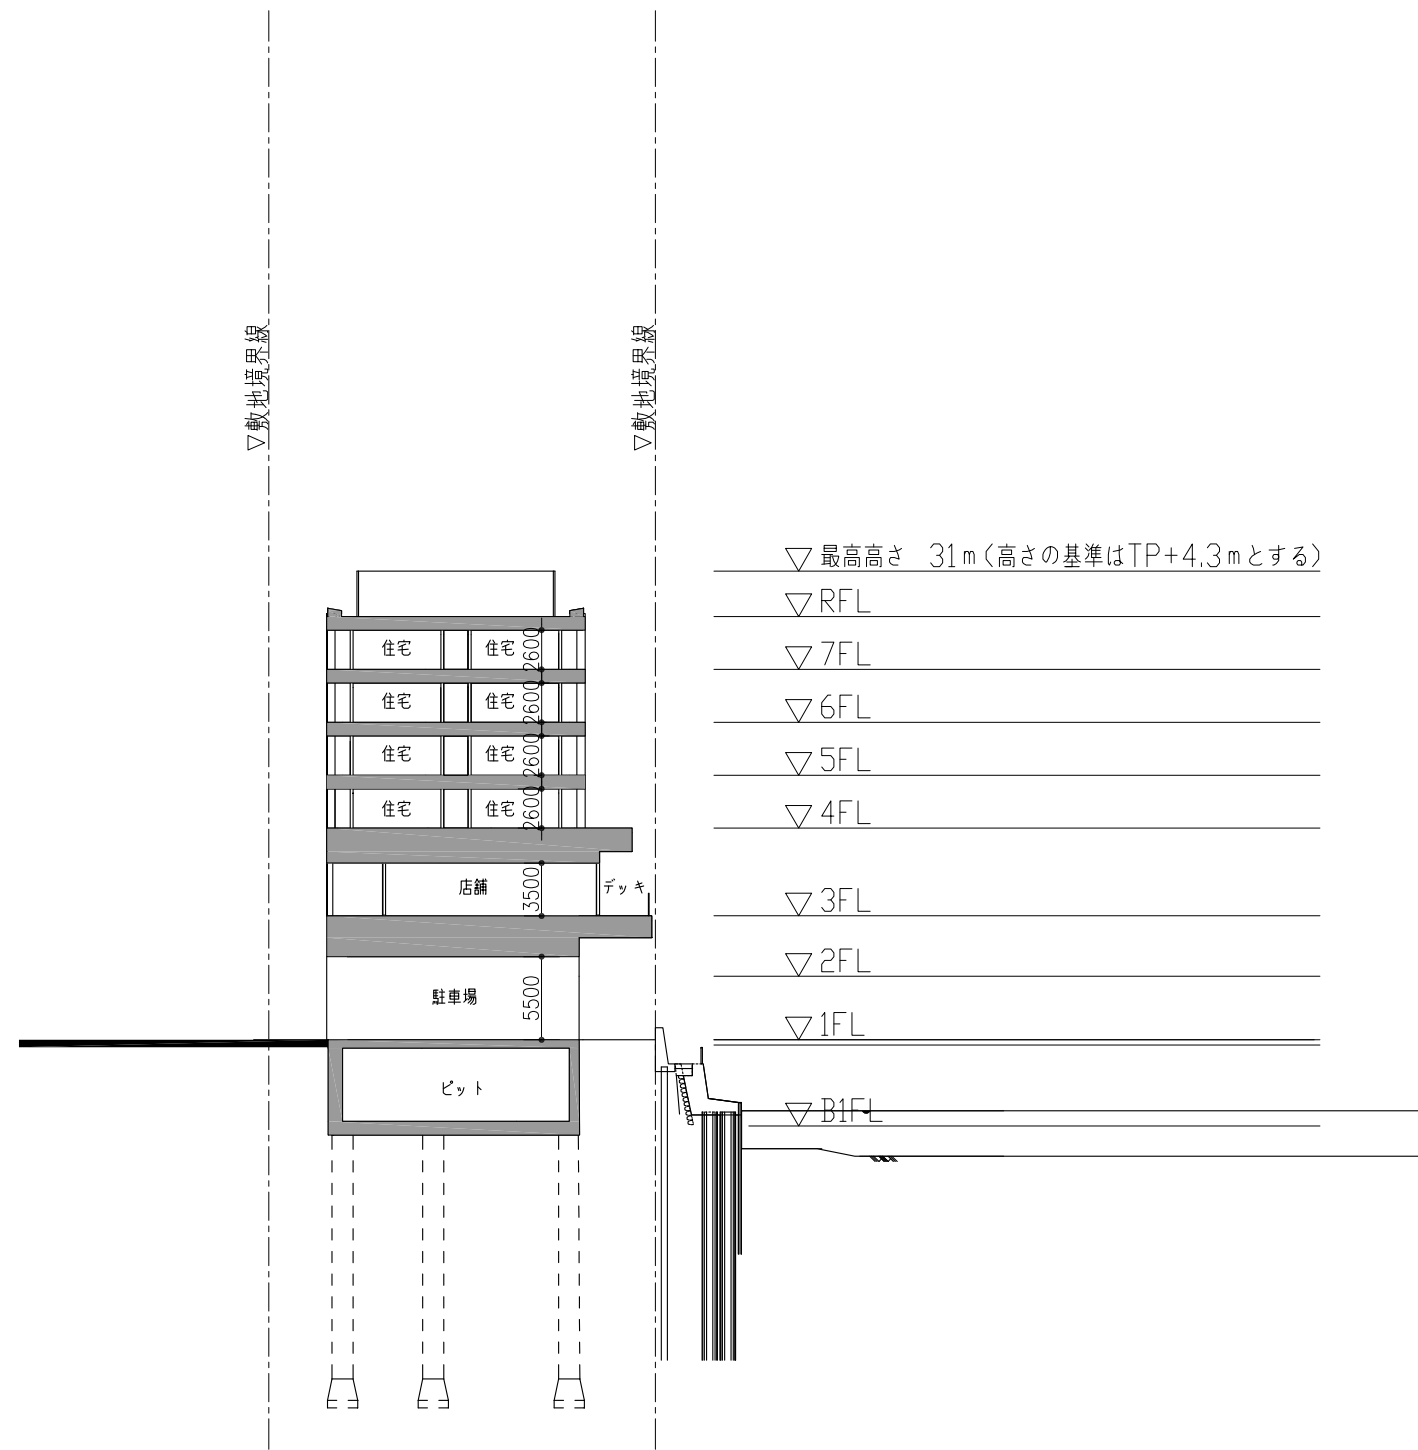 ▽敷地境界線
▽敷地境界線
▽最高高さ 31m(高さの基準はTP+4.3mとする)
▽RFL
▽7FL
▽6FL
▽5FL
▽4FL
▽3FL
▽2FL
▽1FL
▽B1FL
住宅 住宅 2600
住宅 住宅 2600
住宅 住宅 2600
住宅 住宅 2600
店舗 3500 デッキ
駐車場 5500
ピット